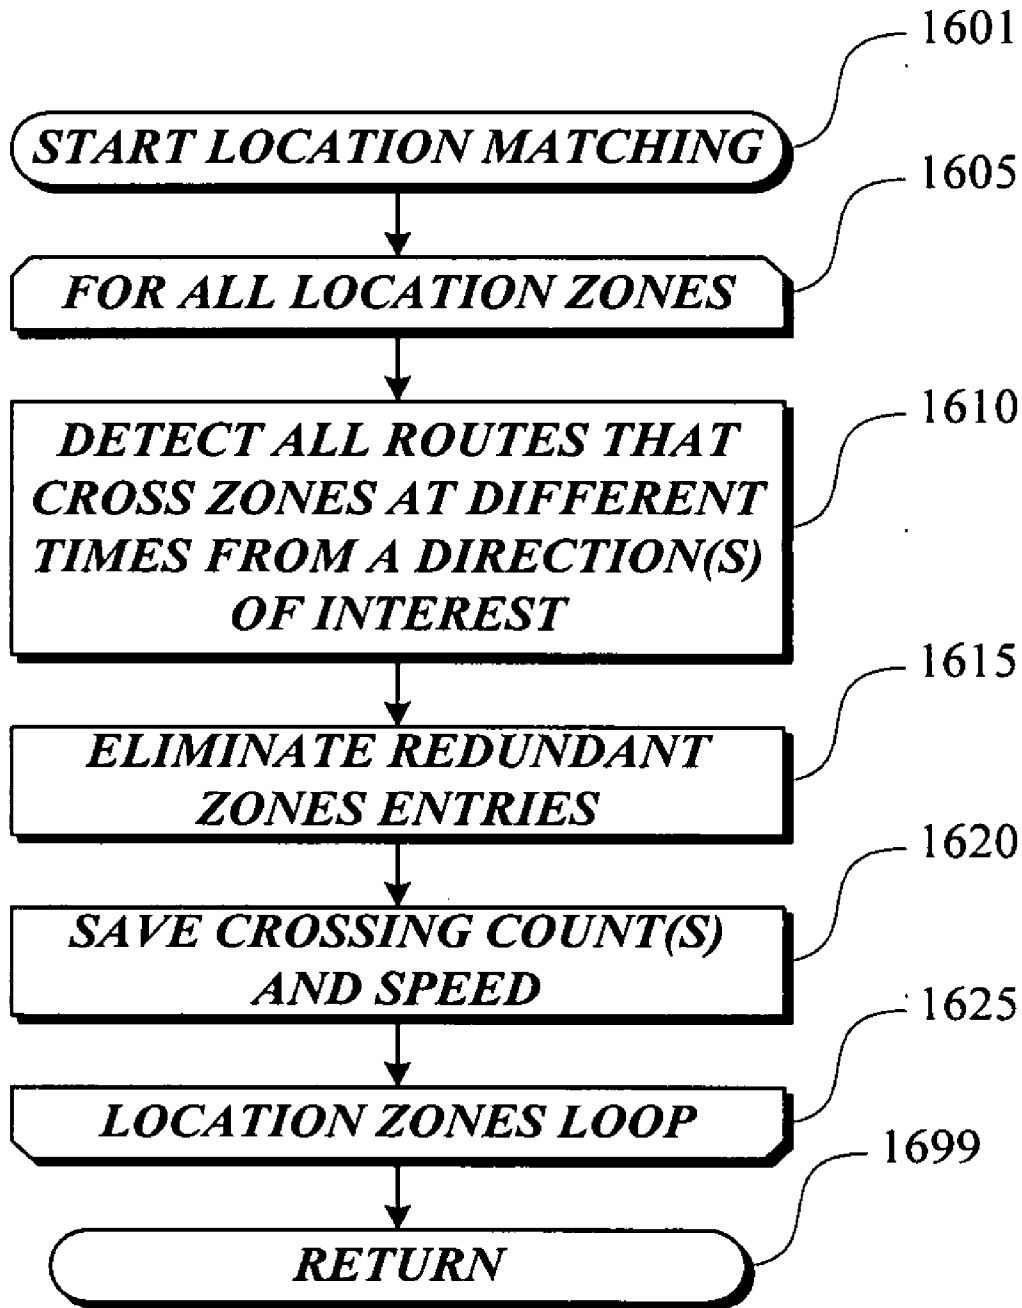 1601
START LOCATION MATCHING
1605
FOR ALL LOCATION ZONES
1610
DETECT ALL ROUTES THAT
CROSS ZONES AT DIFFERENT
TIMES FROM A DIRECTION(S)
OF INTEREST
1615
ELIMINATE REDUNDANT
ZONES ENTRIES
1620
SAVE CROSSING COUNT(S)
AND SPEED
1625
LOCATION ZONES LOOP
1699
RETURN